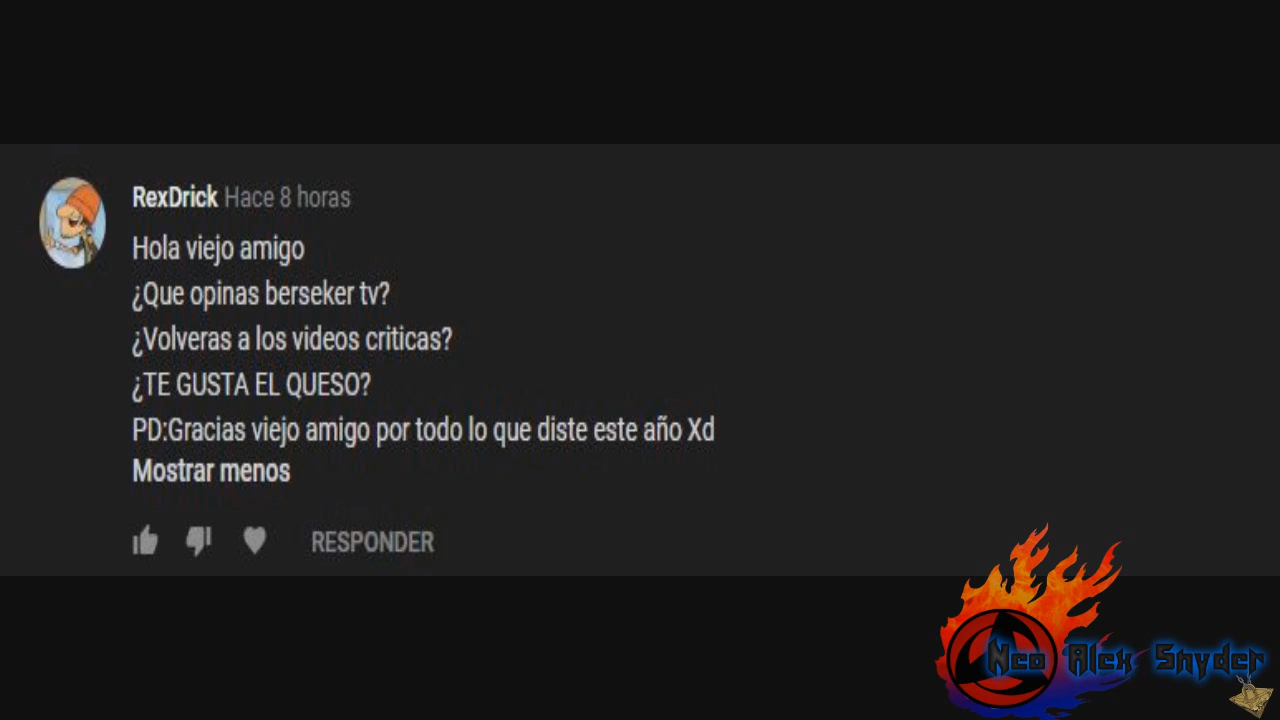 RexDrick Hace 8 horas
Hola viejo amigo
¿Que opinas berseker tv?
¿Volveras a los videos criticas?
¿TE GUSTA EL QUESO?
PD:Gracias viejo amigo por todo lo que diste este año Xd
Mostrar menos
RESPONDER
Neo Alex Snyder